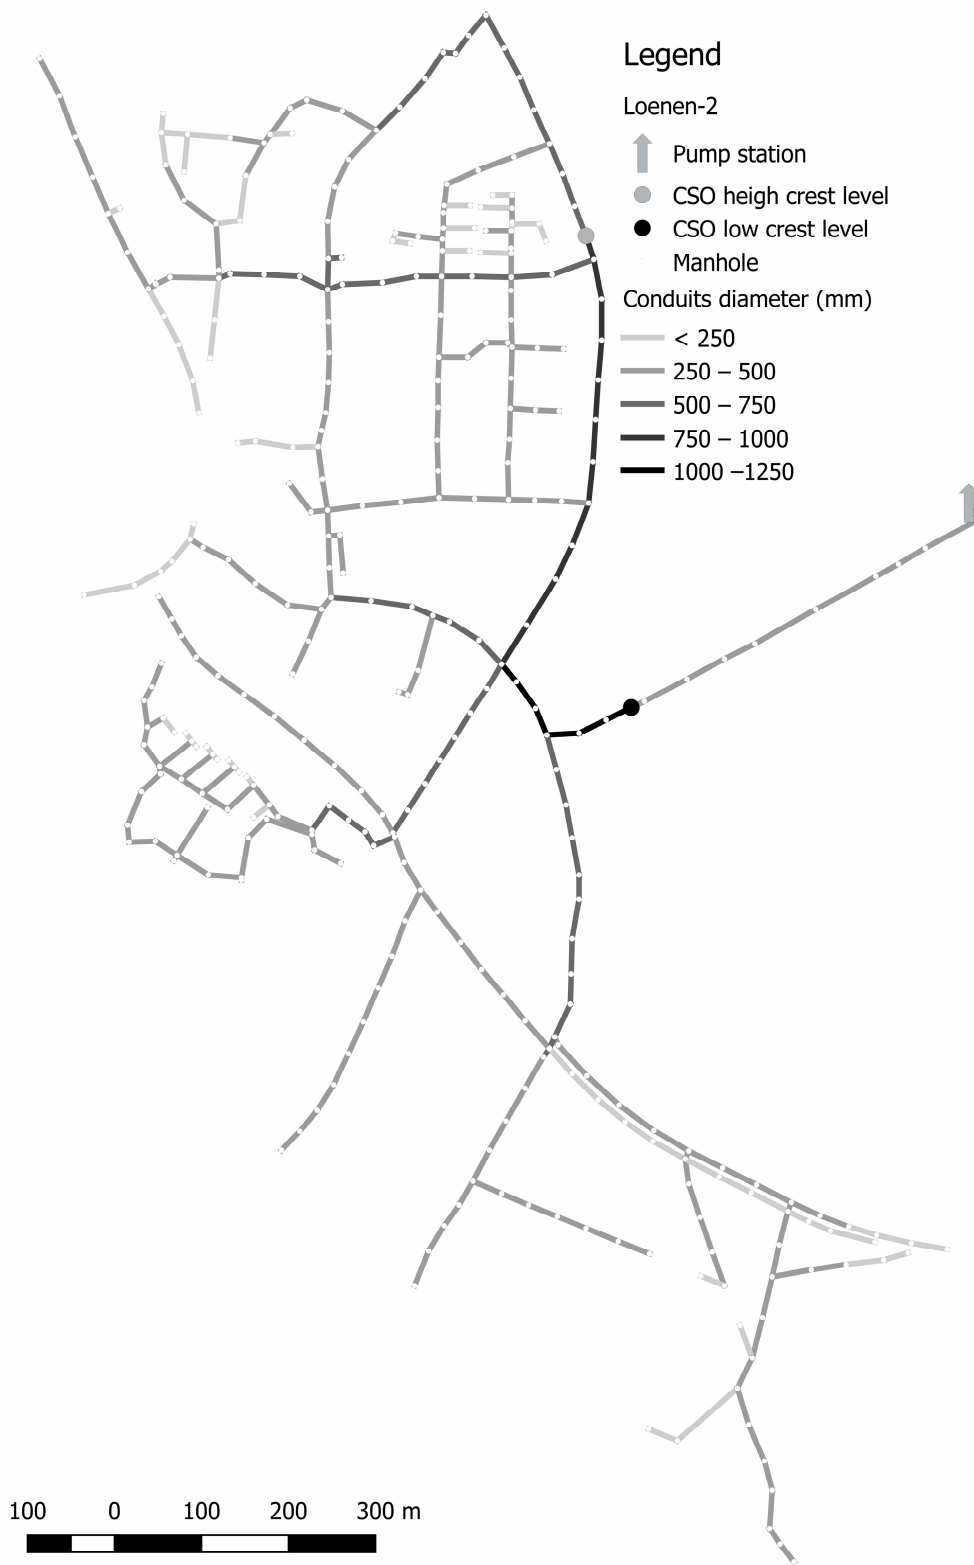 Legend
Loenen-2
Pump station
CSO heigh crest level
CSO low crest level
Manhole
Conduits diameter (mm)
< 250
250 – 500
500 – 750
750 – 1000
1000 –1250
100 0 100 200 300 m